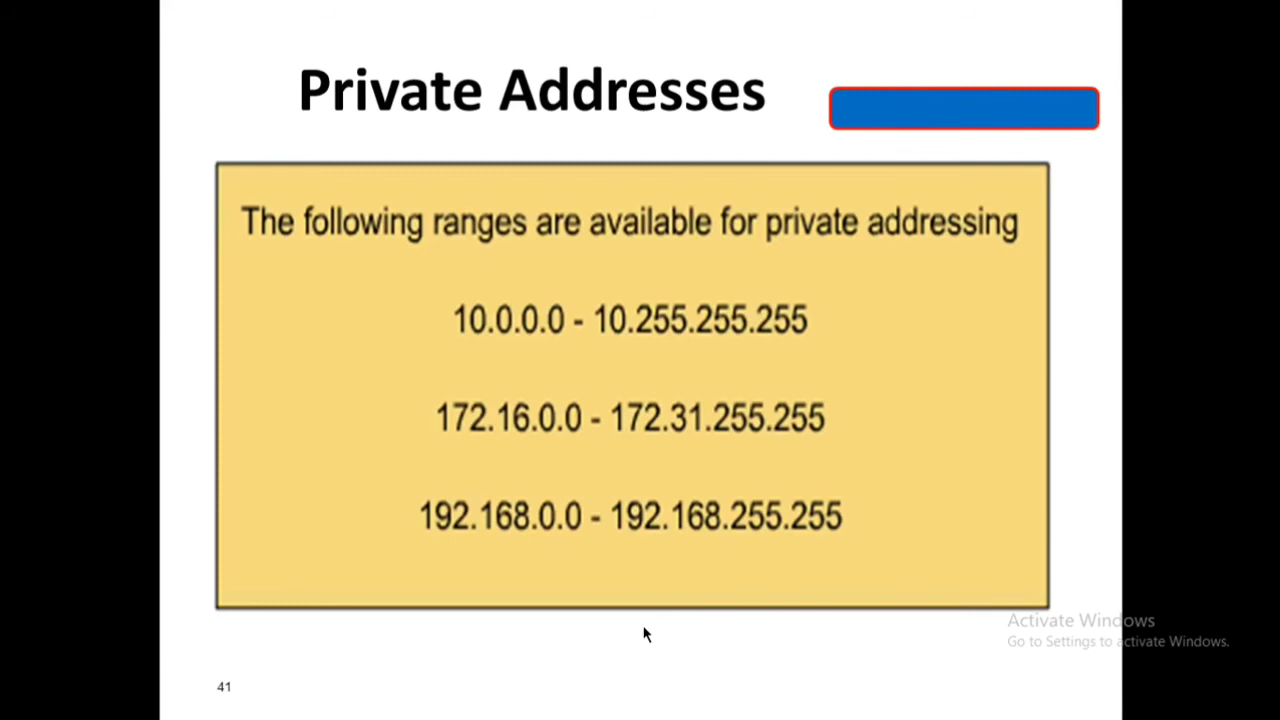 Private Addresses
The following ranges are available for private addressing
10.0.0.0 - 10.255.255.255
172.16.0.0 - 172.31.255.255
192.168.0.0 - 192.168.255.255
Activate Windows
Go to Settings to activate Windows.
41